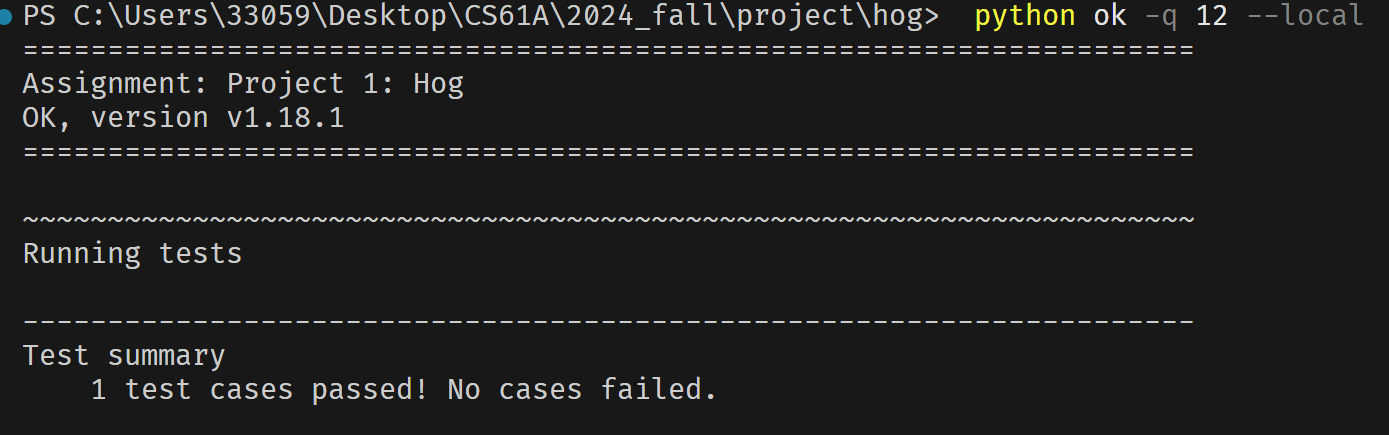 PS C:\Users\33059\Desktop\CS61A\2024_fall\project\hog>  python ok -q 12 --local
=====================================================================
Assignment: Project 1: Hog
OK, version v1.18.1
=====================================================================
~~~~~~~~~~~~~~~~~~~~~~~~~~~~~~~~~~~~~~~~~~~~~~~~~~~~~~~~~~~~~~~~~~~~~
Running tests
---------------------------------------------------------------------
Test summary
    1 test cases passed! No cases failed.